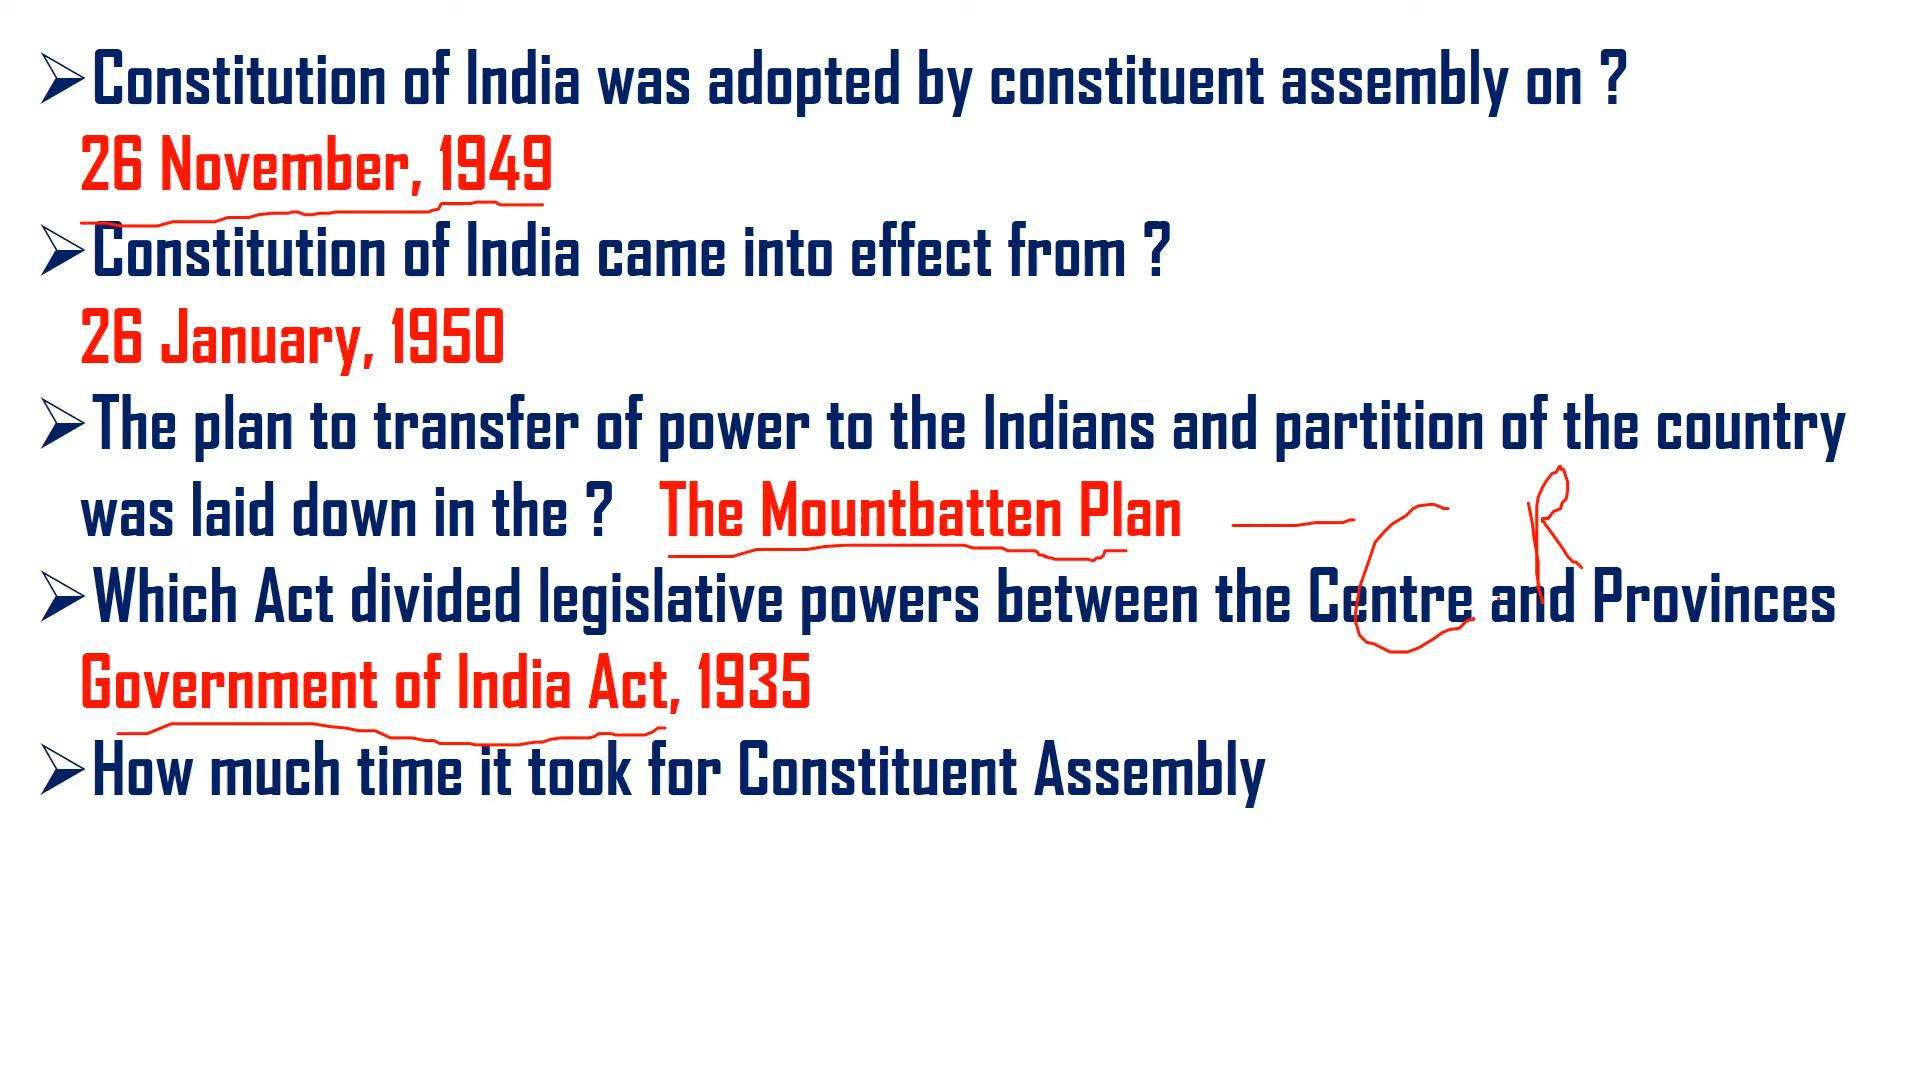 ➢Constitution of India was adopted by constituent assembly on ?
26 November, 1949
➢Constitution of India came into effect from ?
26 January, 1950
➢The plan to transfer of power to the Indians and partition of the country
was laid down in the ? The Mountbatten Plan
C R
➢Which Act divided legislative powers between the Centre and Provinces
Government of India Act, 1935
➢How much time it took for Constituent Assembly